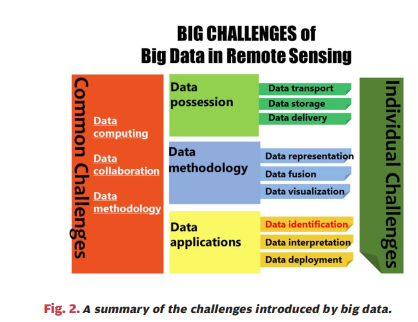 BIG CHALLENGES of
Big Data in Remote Sensing
Common Challenges
Data
computing
Data
collaboration
Data
methodology
Data
possession
Data transport
Data storage
Data delivery
Data
methodology
Data representation
Data fusion
Data visualization
Data
applications
Data identification
Data interpretation
Data deployment
Individual Challenges
Fig. 2. A summary of the challenges introduced by big data.